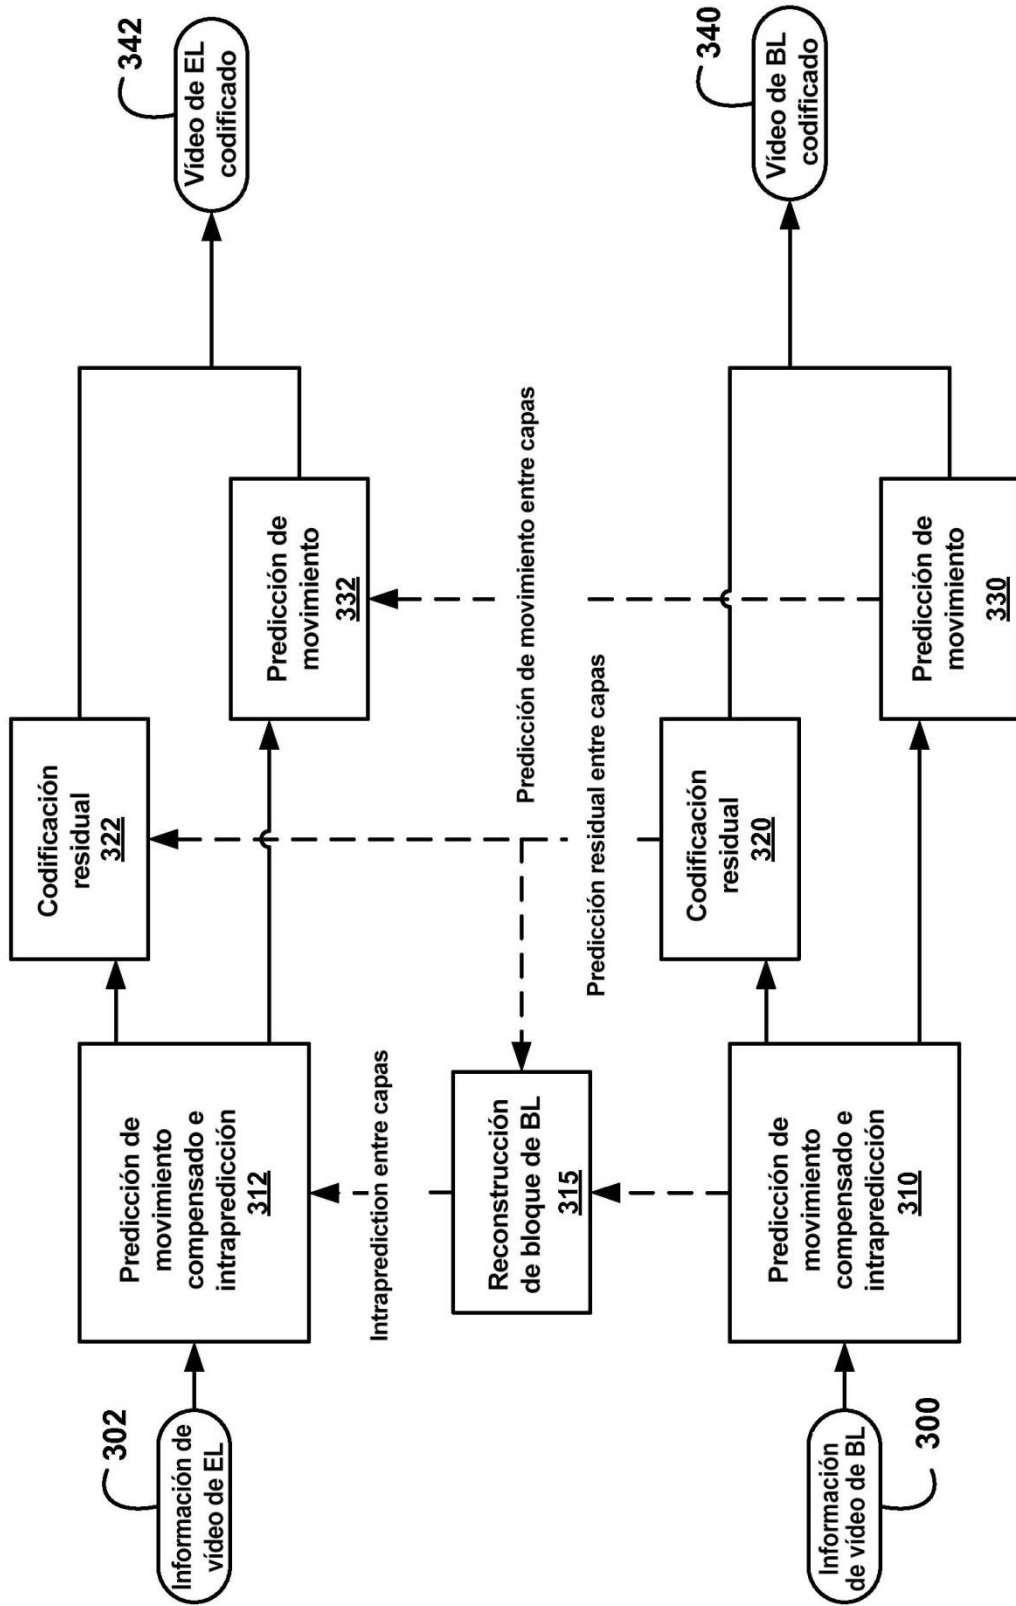 302
Información de
vídeo de EL
Predicción de
movimiento
compensado e
intrapredicción
312
Codificación
residual
322
Predicción de
movimiento
332
342
Vídeo de EL
codificado
Intraprediction entre capas
Reconstrucción
de bloque de BL
315
Predicción residual entre capas
Predicción de movimiento entre capas
Información
de vídeo de BL
300
Predicción de
movimiento
compensado e
intrapredicción
310
Codificación
residual
320
Predicción de
movimiento
330
340
Vídeo de BL
codificado